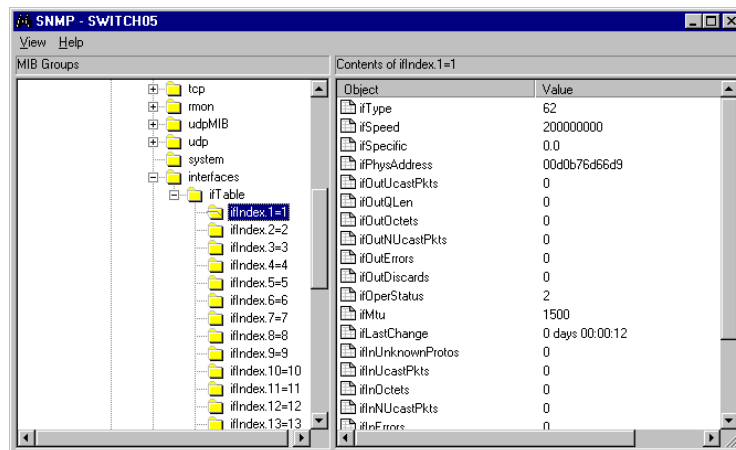 SNMP - SWITCH05
View Help
MIB Groups
tcp
rmon
udpMIB
udp
system
interfaces
ifTable
ifIndex.1=1
ifIndex.2=2
ifIndex.3=3
ifIndex.4=4
ifIndex.5=5
ifIndex.6=6
ifIndex.7=7
ifIndex.8=8
ifIndex.9=9
ifIndex.10=10
ifIndex.11=11
ifIndex.12=12
ifIndex.13=13
Contents of ifIndex.1=1
Object Value
ifType 62
ifSpeed 200000000
ifSpecific 0.0
ifPhysAddress 00d0b76d66d9
ifOutUcastPkts 0
ifOutQLen 0
ifOutOctets 0
ifOutNUcastPkts 0
ifOutErrors 0
ifOutDiscards 0
ifOperStatus 2
ifMtu 1500
ifLastChange 0 days 00:00:12
ifInUnknownProtos 0
ifInUcastPkts 0
ifInOctets 0
ifInNUcastPkts 0
ifInErrors 0